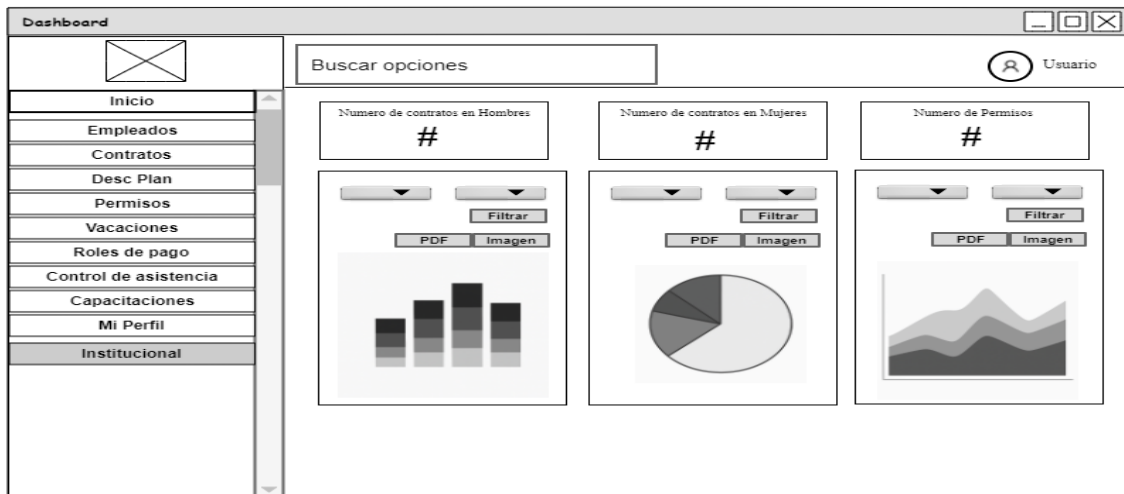 Dashboard
Buscar opciones
Usuario
Inicio
Empleados
Contratos
Desc Plan
Permisos
Vacaciones
Roles de pago
Control de asistencia
Capacitaciones
Mi Perfil
Institucional
Numero de contratos en Hombres
#
Numero de contratos en Mujeres
#
Numero de Permisos
#
Filtrar
PDF Imagen
Filtrar
PDF Imagen
Filtrar
PDF Imagen